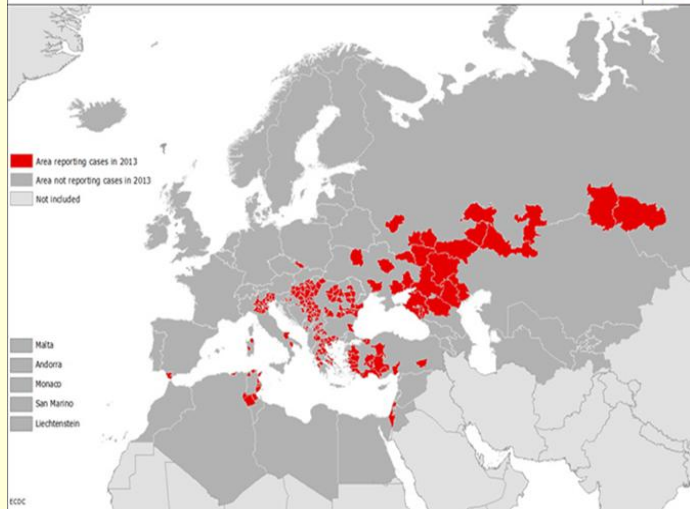 Area reporting cases in 2013
Area not reporting cases in 2013
Not included
Malta
Andorra
Monaco
San Marino
Liechtenstein
ECDC